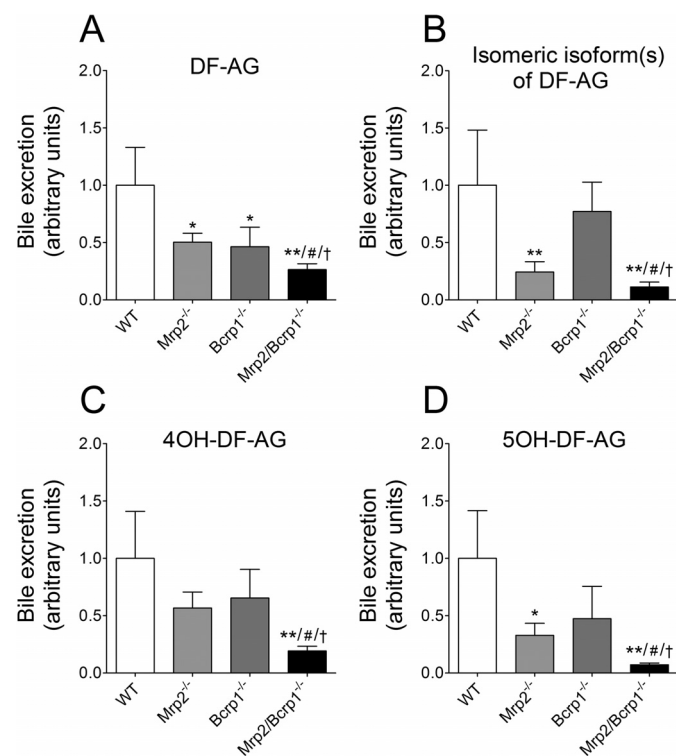 A
DF-AG
Bile excretion
(arbitrary units)
2.0
1.5
1.0
0.5
0.0
*
*
**/#/†
WT
Mrp2-/-
Bcrp1-/-
Mrp2/Bcrp1-/-
B
Isomeric isoform(s)
of DF-AG
Bile excretion
(arbitrary units)
2.0
1.5
1.0
0.5
0.0
**
**/#/†
WT
Mrp2-/-
Bcrp1-/-
Mrp2/Bcrp1-/-
C
4OH-DF-AG
Bile excretion
(arbitrary units)
2.0
1.5
1.0
0.5
0.0
**/#/†
WT
Mrp2-/-
Bcrp1-/-
Mrp2/Bcrp1-/-
D
5OH-DF-AG
Bile excretion
(arbitrary units)
2.0
1.5
1.0
0.5
0.0
*
**/#/†
WT
Mrp2-/-
Bcrp1-/-
Mrp2/Bcrp1-/-